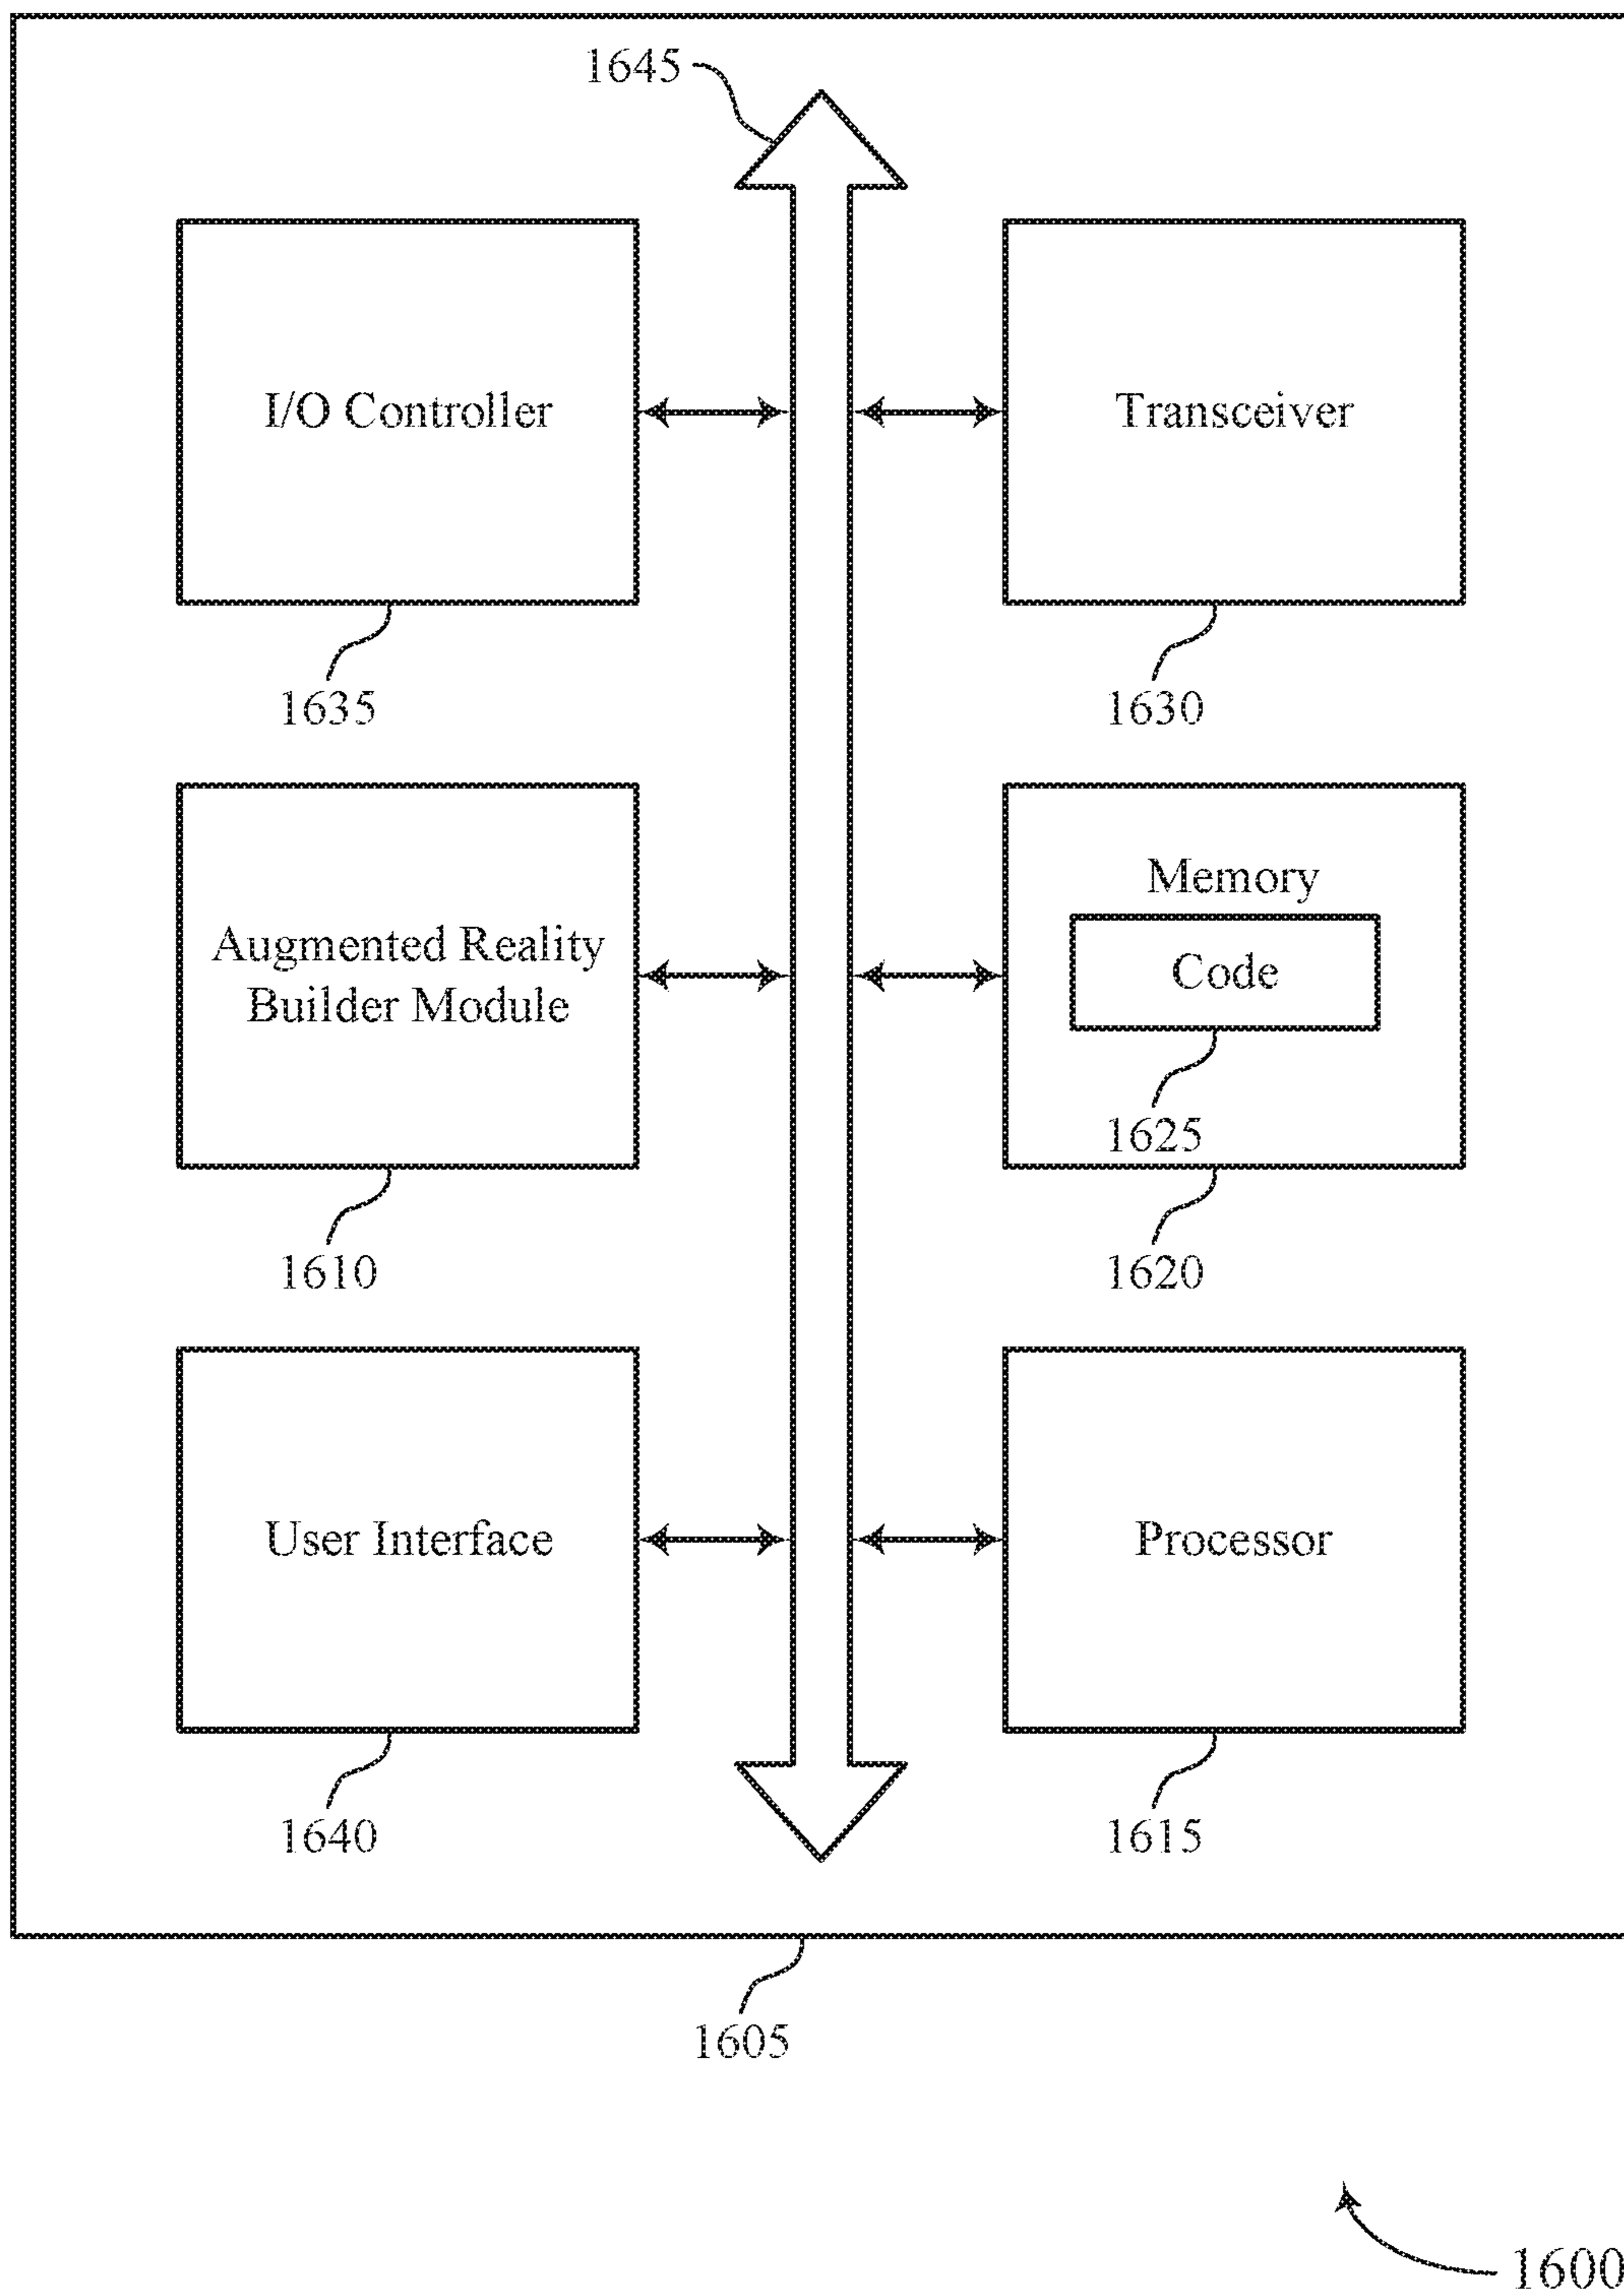 1645
I/O Controller
Transceiver
1635
1630
Augmented Reality
Builder Module
Memory
Code
1625
1610
1620
User Interface
Processor
1640
1615
1605
1600